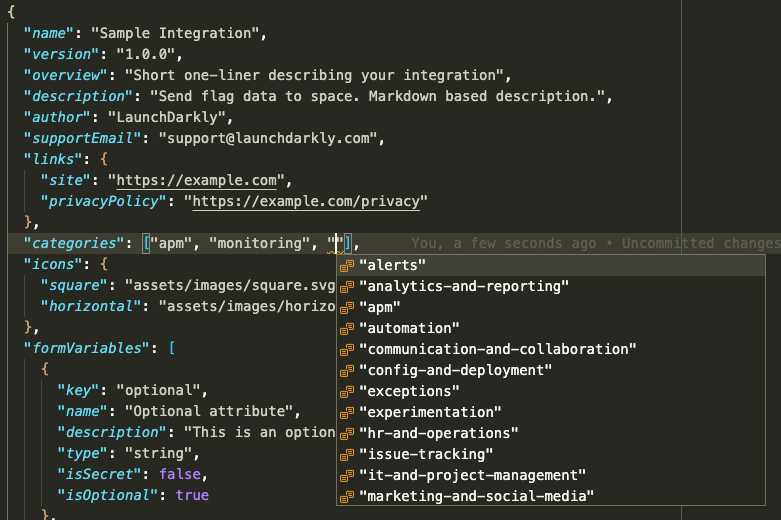 {
"name": "Sample Integration",
"version": "1.0.0",
"overview": "Short one-liner describing your integration",
"description": "Send flag data to space. Markdown based description.",
"author": "LaunchDarkly",
"supportEmail": "support@launchdarkly.com",
"links": {
"site": "https://example.com",
"privacyPolicy": "https://example.com/privacy"
},
"categories": ["apm", "monitoring", ""], You, a few seconds ago • Uncommitted changes
"icons": {
"alerts"
"square": "assets/images/square.svg
"analytics-and-reporting"
"horizontal": "assets/images/horizo
"apm"
},
"automation"
"formVariables": [
"communication-and-collaboration"
{
"config-and-deployment"
"key": "optional",
"exceptions"
"name": "Optional attribute",
"experimentation"
"description": "This is an option
"hr-and-operations"
"type": "string",
"issue-tracking"
"isSecret": false,
"it-and-project-management"
"isOptional": true
"marketing-and-social-media"
},